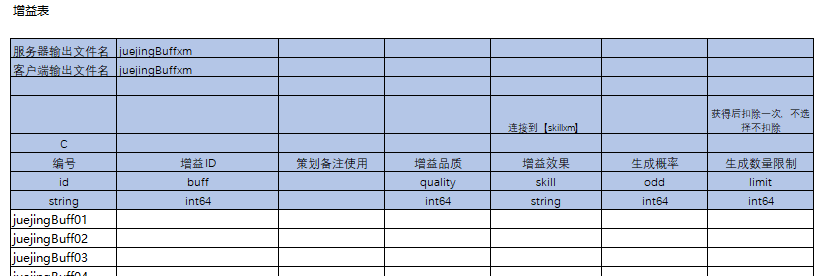 增益表
服务器输出文件名 juejingBuffxm
客户端输出文件名 juejingBuffxm
连接到【skillxm】 获得后扣除一次，不选择不扣除
C
编号 增益ID 策划备注使用 增益品质 增益效果 生成概率 生成数量限制
id buff quality skill odd limit
string int64 int64 string int64 int64
juejingBuff01
juejingBuff02
juejingBuff03
juejingBuff04